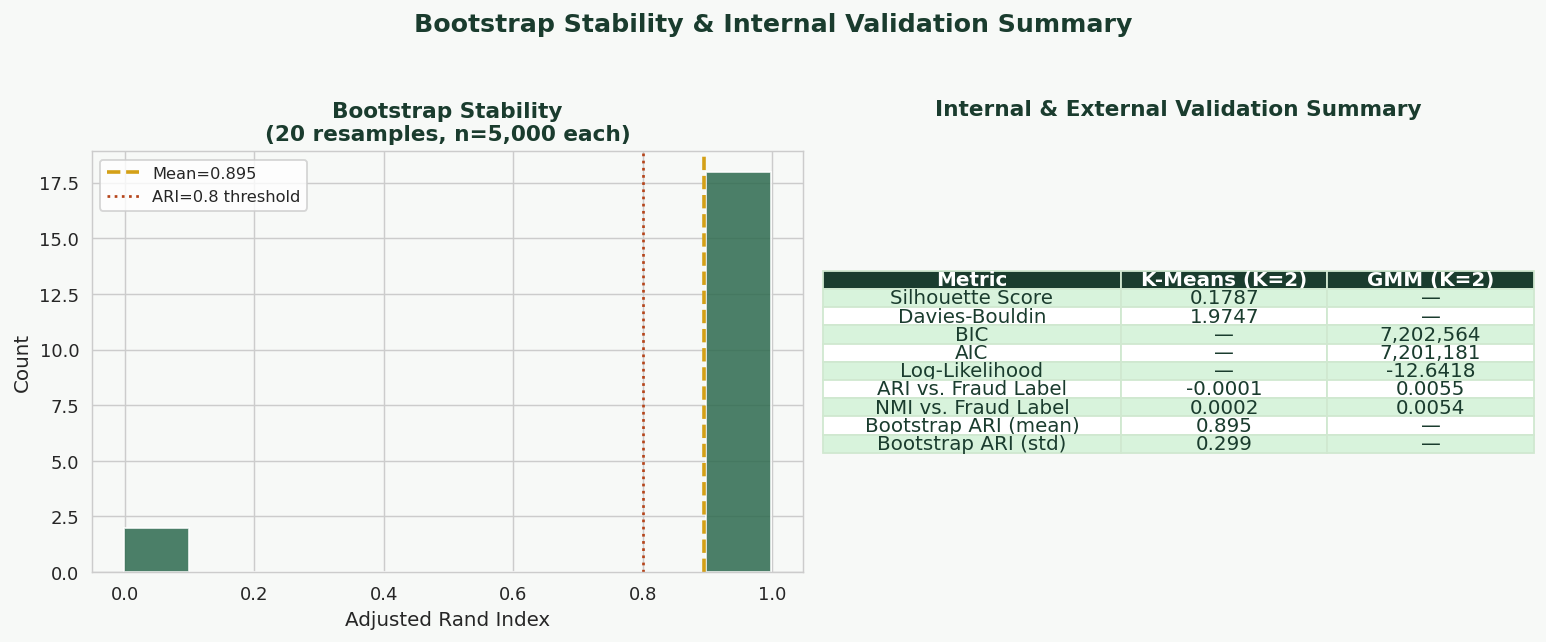 Bootstrap Stability & Internal Validation Summary
Bootstrap Stability
(20 resamples, n=5,000 each)
Mean=0.895
ARI=0.8 threshold
17.5
15.0
12.5
10.0
7.5
5.0
2.5
0.0
Count
0.0 0.2 0.4 0.6 0.8 1.0
Adjusted Rand Index
Internal & External Validation Summary
Metric K-Means (K=2) GMM (K=2)
Silhouette Score 0.1787 —
Davies-Bouldin 1.9747 —
BIC — 7,202,564
AIC — 7,201,181
Log-Likelihood — -12.6418
ARI vs. Fraud Label -0.0001 0.0055
NMI vs. Fraud Label 0.0002 0.0054
Bootstrap ARI (mean) 0.895 —
Bootstrap ARI (std) 0.299 —